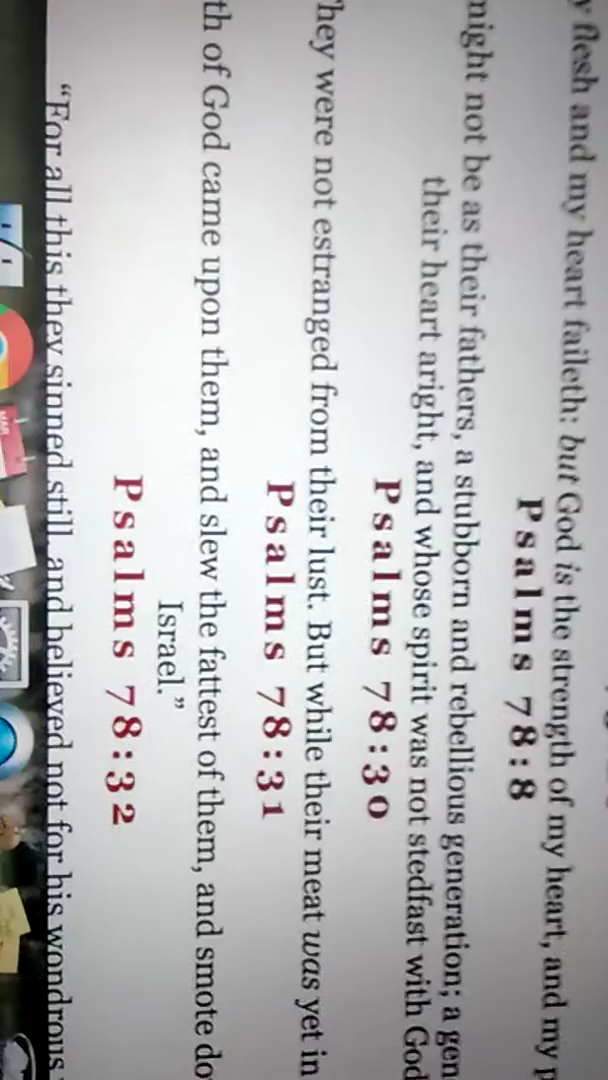 flesh and my heart faileth: but God is the strength of my heart, and my
Psalms 78:8
might not be as their fathers, a stubborn and rebellious generation; a gen
their heart aright, and whose spirit was not stedfast with God
Psalms 78:30
They were not estranged from their lust. But while their meat was yet in
Psalms 78:31
th of God came upon them, and slew the fattest of them, and smote do
Israel.”
Psalms 78:32
“For all this they sinned still, and believed not for his wondrous
MAR